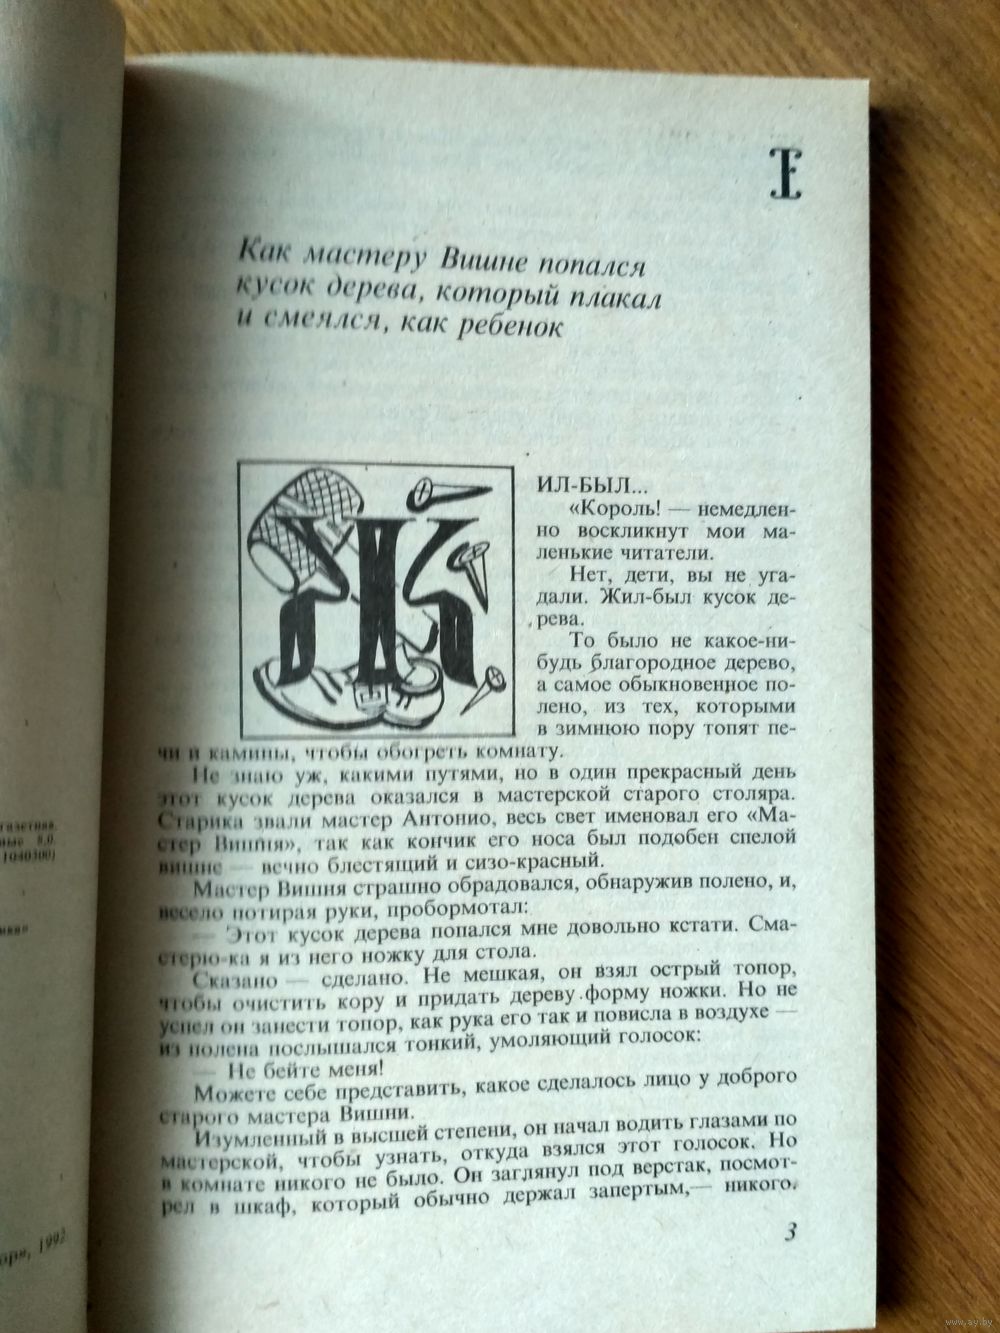 I
Как мастеру Вишне попался
кусок дерева, который плакал
и смеялся, как ребенок
Ж
ИЛ-БЫЛ...
«Король! — немедлен-
но воскликнут мои ма-
ленькие читатели.
Нет, дети, вы не уга-
дали. Жил-был кусок де-
рева.
То было не какое-ни-
будь благородное дерево,
а самое обыкновенное по-
лено, из тех, которыми
в зимнюю пору топят пе-
чи и камины, чтобы обогреть комнату.
Не знаю уж, какими путями, но в один прекрасный день
этот кусок дерева оказался в мастерской старого столяра.
Старика звали мастер Антонио, весь свет именовал его «Ма-
стер Вишня», так как кончик его носа был подобен спелой
вишне — вечно блестящий и сизо-красный.
Мастер Вишня страшно обрадовался, обнаружив полено, и,
весело потирая руки, пробормотал:
— Этот кусок дерева попался мне довольно кстати. Сма-
стерю-ка я из него ножку для стола.
Сказано — сделано. Не мешкая, он взял острый топор,
чтобы очистить кору и придать дереву форму ножки. Но не
успел он занести топор, как рука его так и повисла в воздухе —
из полена послышался тонкий, умоляющий голосок:
— Не бейте меня!
Можете себе представить, какое сделалось лицо у доброго
старого мастера Вишни.
Изумленный в высшей степени, он начал водить глазами по
мастерской, чтобы узнать, откуда взялся этот голосок. Но
в комнате никого не было. Он заглянул под верстак, посмот-
рел в шкаф, который обычно держал запертым,— никого.
3
газетная.
8,0.
1040300)
1992
www.ay.by